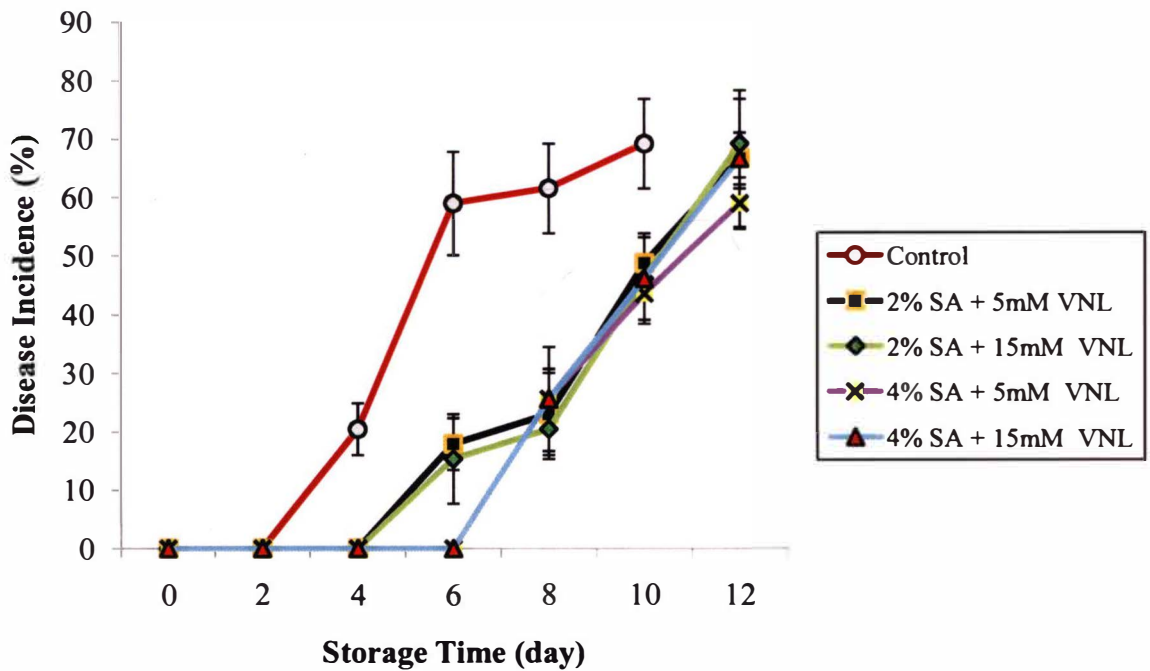 90
80
70
60
50
40
30
20
10
0
Disease Incidence (%)
0 2 4 6 8 10 12
Storage Time (day)
Control
2% SA + 5mM VNL
2% SA + 15mM VNL
4% SA + 5mM VNL
4% SA + 15mM VNL